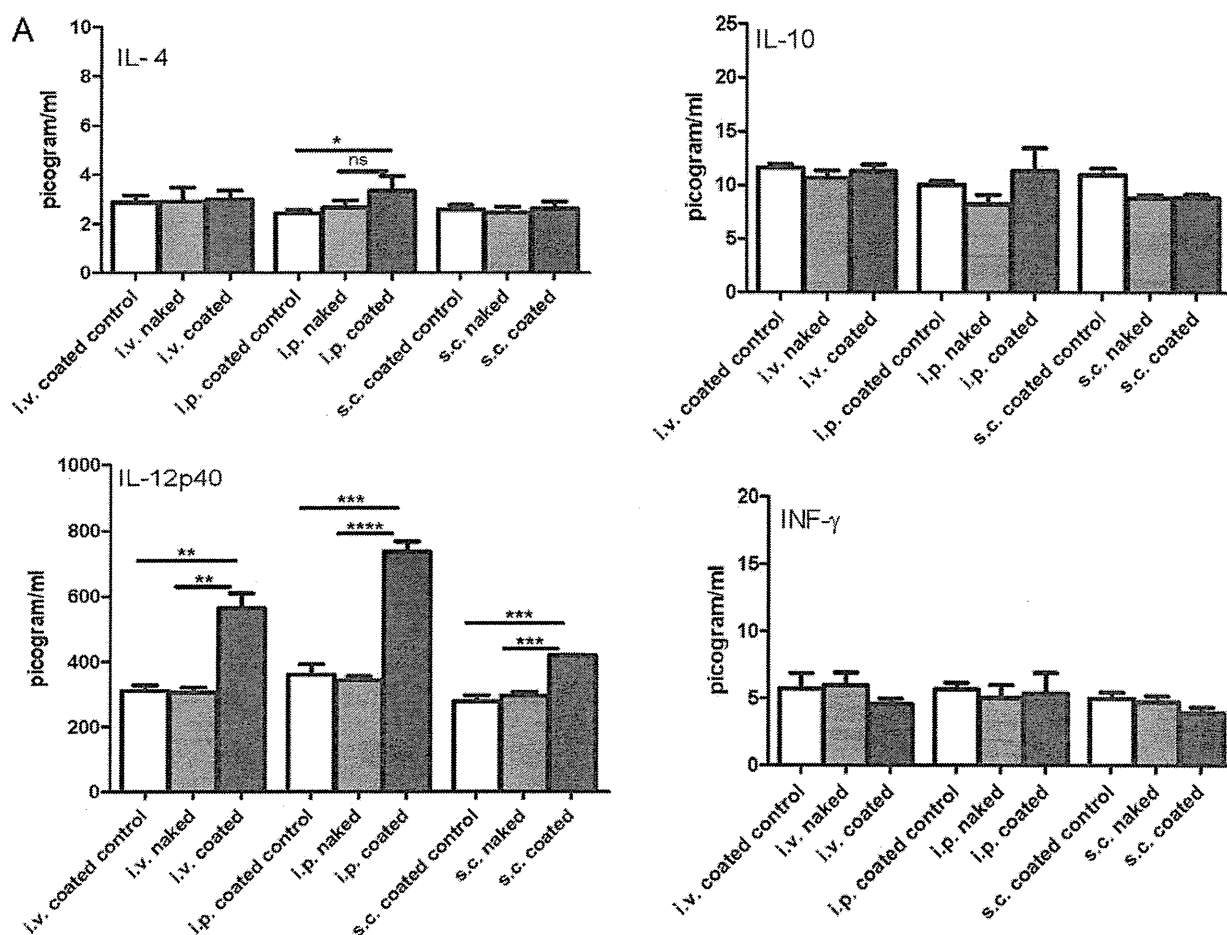 A
IL- 4
picogram/ml
10
8
6
4
2
0
*
ns
i.v. coated control
i.v. naked
i.v. coated
i.p. coated control
i.p. naked
i.p. coated
s.c. coated control
s.c. naked
s.c. coated
IL-10
picogram/ml
25
20
15
10
5
0
i.v. coated control
i.v. naked
i.v. coated
i.p. coated control
i.p. naked
i.p. coated
s.c. coated control
s.c. naked
s.c. coated
IL-12p40
picogram/ml
1000
800
600
400
200
0
**
**
***
****
***
***
i.v. coated control
i.v. naked
i.v. coated
i.p. coated control
i.p. naked
i.p. coated
s.c. coated control
s.c. naked
s.c. coated
INF-γ
picogram/ml
20
15
10
5
0
i.v. coated control
i.v. naked
i.v. coated
i.p. coated control
i.p. naked
i.p. coated
s.c. coated control
s.c. naked
s.c. coated